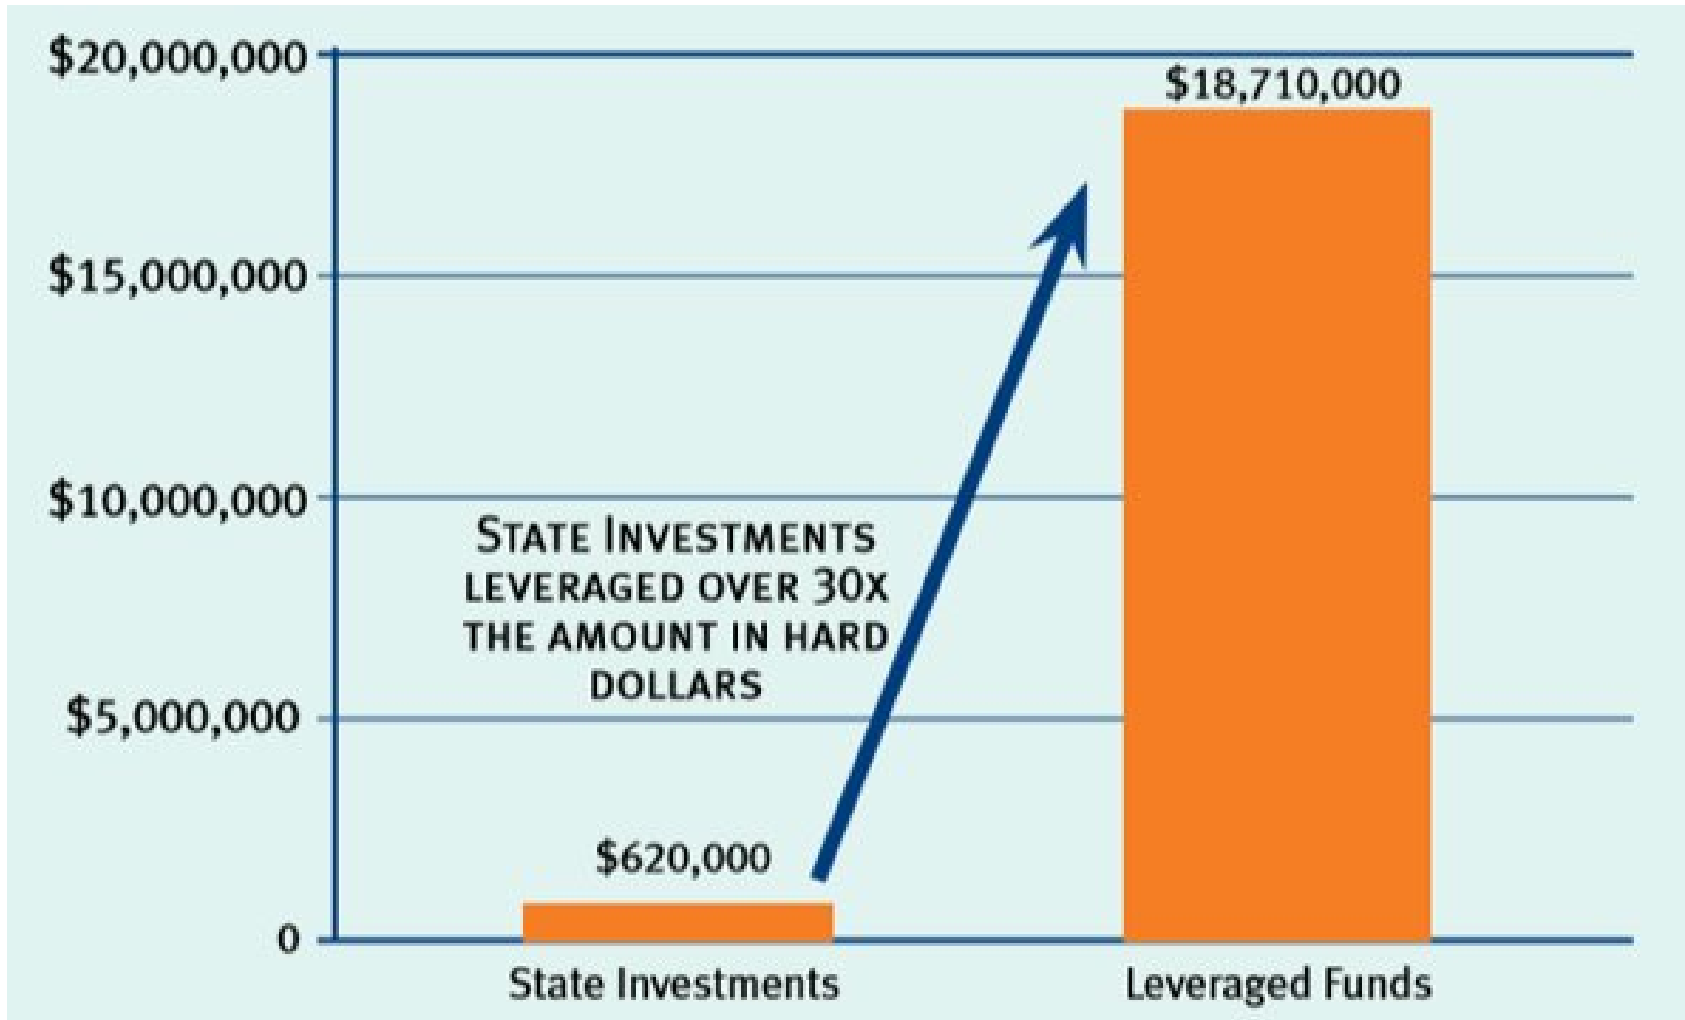 $20,000,000
$18,710,000
$15,000,000
$10,000,000
STATE INVESTMENTS
LEVERAGED OVER 30X
THE AMOUNT IN HARD
DOLLARS
$5,000,000
$620,000
0
State Investments
Leveraged Funds